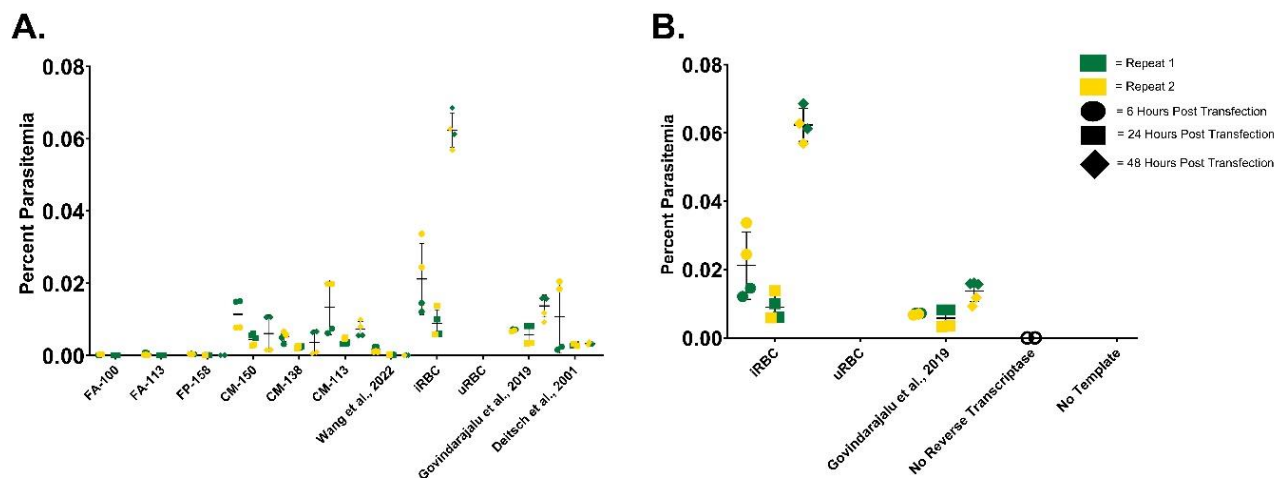 A.
0.08
0.06
0.04
0.02
0.00
Percent Parasitemia
FA-100
FA-113
FP-158
CM-150
CM-138
CM-113
Wang et al., 2022
iRBC
uRBC
Govindarajalu et al., 2019
Deitsch et al., 2001
B.
0.08
0.06
0.04
0.02
0.00
Percent Parasitemia
iRBC
uRBC
Govindarajalu et al., 2019
No Reverse Transcriptase
No Template
= Repeat 1
= Repeat 2
= 6 Hours Post Transfection
= 24 Hours Post Transfection
= 48 Hours Post Transfection